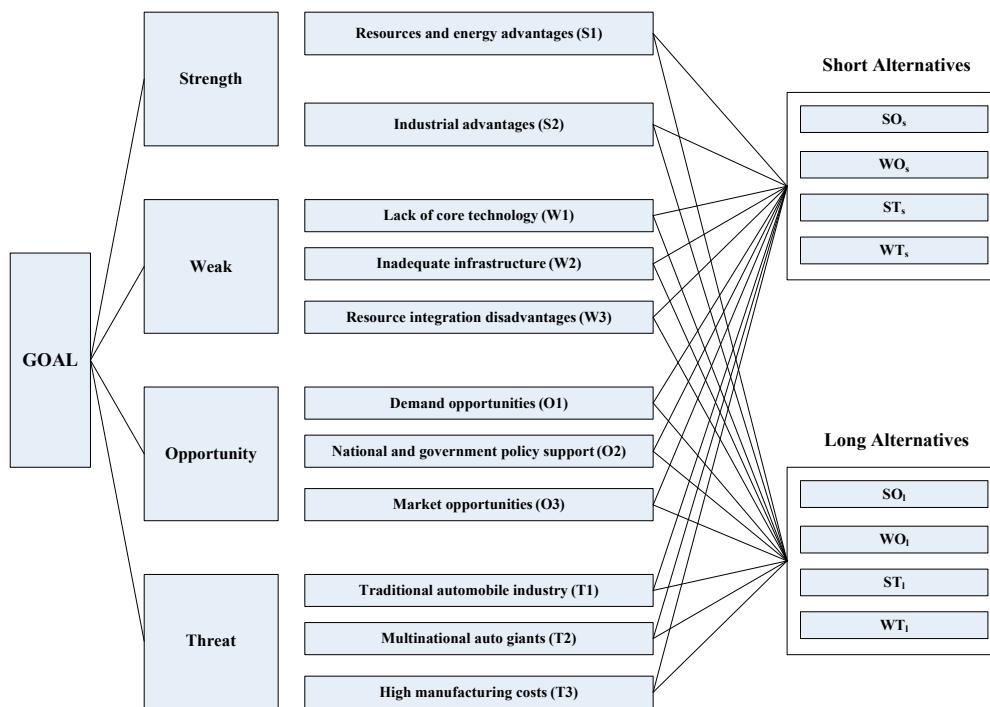 GOAL
Strength
Resources and energy advantages (S1)
Industrial advantages (S2)
Weak
Lack of core technology (W1)
Inadequate infrastructure (W2)
Resource integration disadvantages (W3)
Opportunity
Demand opportunities (O1)
National and government policy support (O2)
Market opportunities (O3)
Threat
Traditional automobile industry (T1)
Multinational auto giants (T2)
High manufacturing costs (T3)
Short Alternatives
SOs
WOs
STs
WTs
Long Alternatives
SOl
WOl
STl
WTl